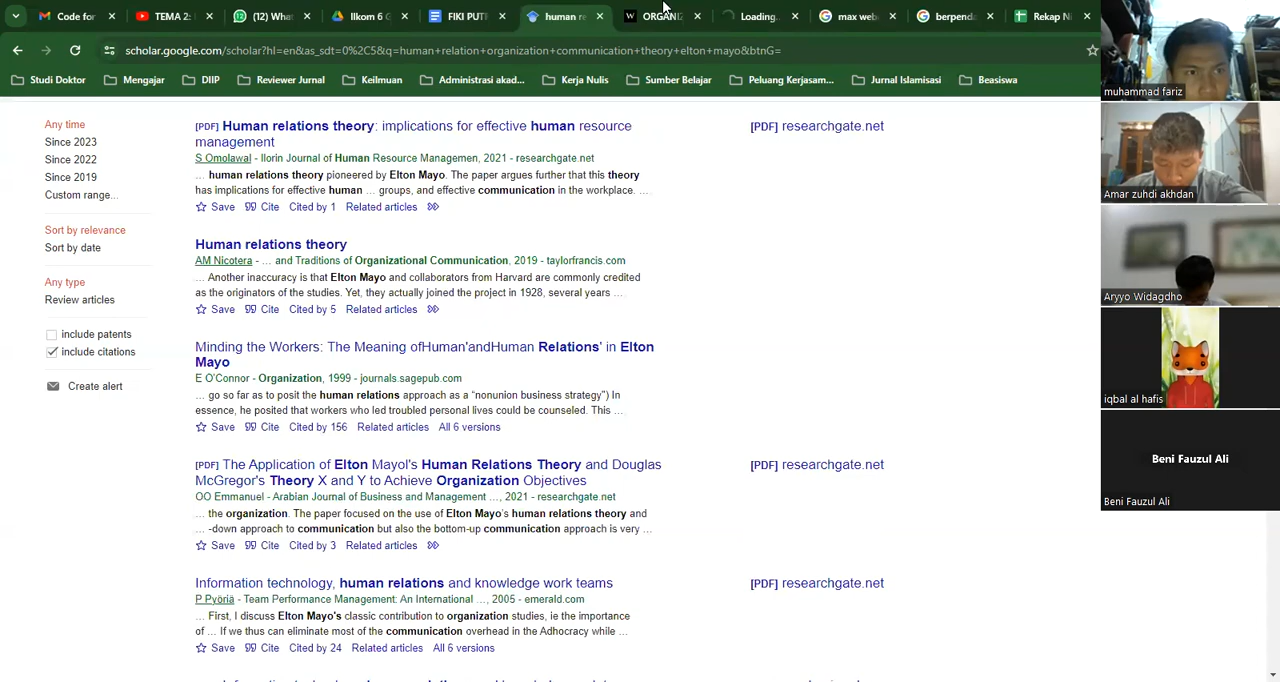 Code for
TEMA 2:
(12) Wha
Ilkom 6
FIKI PUT
human re
ORGANIZ
Loading..
max web
berpenda
Rekap Ni
scholar.google.com/scholar?hl=en&as_sdt=0%2C5&q=human+relation+organization+communication+theory+elton+mayo&btnG=
Studi Doktor
Mengajar
DIIP
Reviewer Jurnal
Keilmuan
Administrasi akad...
Kerja Nulis
Sumber Belajar
Peluang Kerjasam...
Jurnal Islamisasi
Beasiswa
Any time
Since 2023
Since 2022
Since 2019
Custom range...
Sort by relevance
Sort by date
Any type
Review articles
include patents
include citations
Create alert
[PDF] Human relations theory: implications for effective human resource
management
S Omolawal - Ilorin Journal of Human Resource Managemen, 2021 - researchgate.net
... human relations theory pioneered by Elton Mayo. The paper argues further that this theory
has implications for effective human ... groups, and effective communication in the workplace. ...
Save Cite Cited by 1 Related articles
[PDF] researchgate.net
Human relations theory
AM Nicotera - ... and Traditions of Organizational Communication, 2019 - taylorfrancis.com
... Another inaccuracy is that Elton Mayo and collaborators from Harvard are commonly credited
as the originators of the studies. Yet, they actually joined the project in 1928, several years ...
Save Cite Cited by 5 Related articles
Minding the Workers: The Meaning ofHuman'andHuman Relations' in Elton
Mayo
E O'Connor - Organization, 1999 - journals.sagepub.com
... go so far as to posit the human relations approach as a "nonunion business strategy") In
essence, he posited that workers who led troubled personal lives could be counseled. This ...
Save Cite Cited by 156 Related articles All 6 versions
[PDF] The Application of Elton Mayol's Human Relations Theory and Douglas
McGregor's Theory X and Y to Achieve Organization Objectives
OO Emmanuel - Arabian Journal of Business and Management ..., 2021 - researchgate.net
... the organization. The paper focused on the use of Elton Mayo's human relations theory and
... -down approach to communication but also the bottom-up communication approach is very ...
Save Cite Cited by 3 Related articles
[PDF] researchgate.net
Information technology, human relations and knowledge work teams
P Pyöriä - Team Performance Management: An International ..., 2005 - emerald.com
... First, I discuss Elton Mayo's classic contribution to organization studies, ie the importance
of ... If we thus can eliminate most of the communication overhead in the Adhocracy while ...
Save Cite Cited by 24 Related articles All 6 versions
[PDF] researchgate.net
muhammad fariz
Amar zuhdi akhdan
Aryyo Widagdho
iqbal al hafis
Beni Fauzul Ali
Beni Fauzul Ali